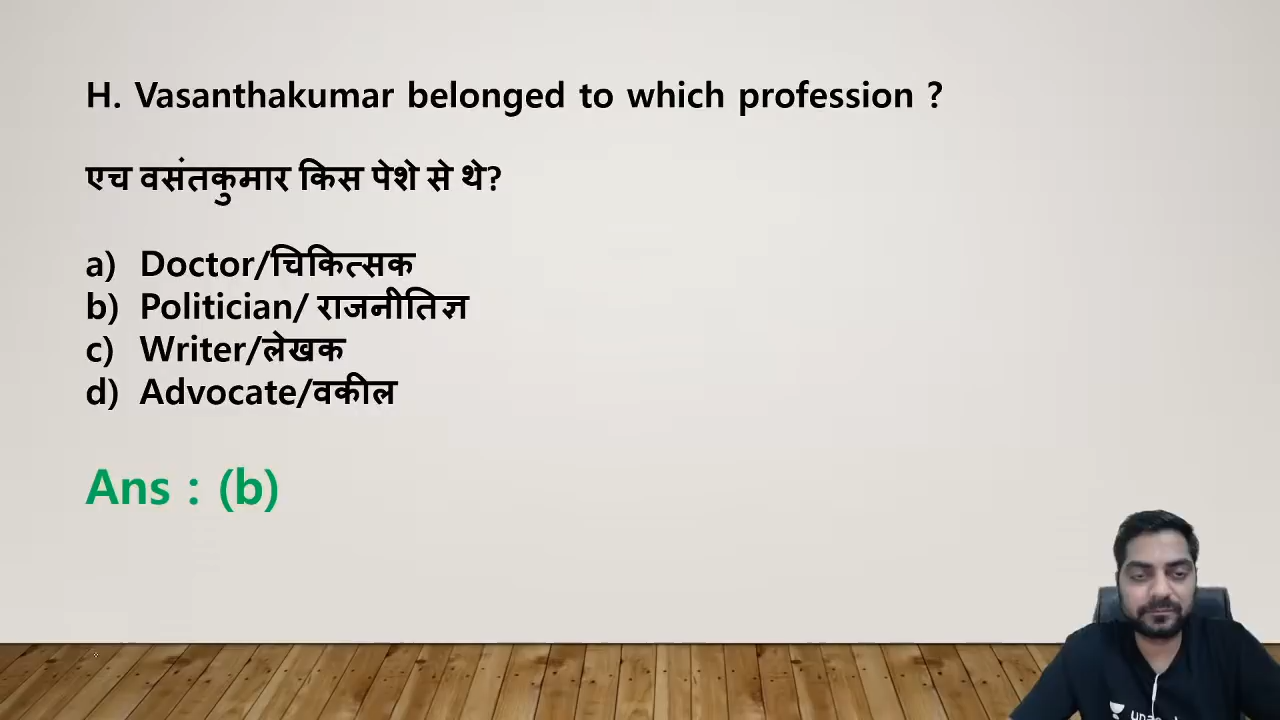 H. Vasanthakumar belonged to which profession ?
एच वसंतकुमार किस पेशे से थे?
a) Doctor/चिकित्सक
b) Politician/ राजनीतिज्ञ
c) Writer/लेखक
d) Advocate/वकील
Ans : (b)